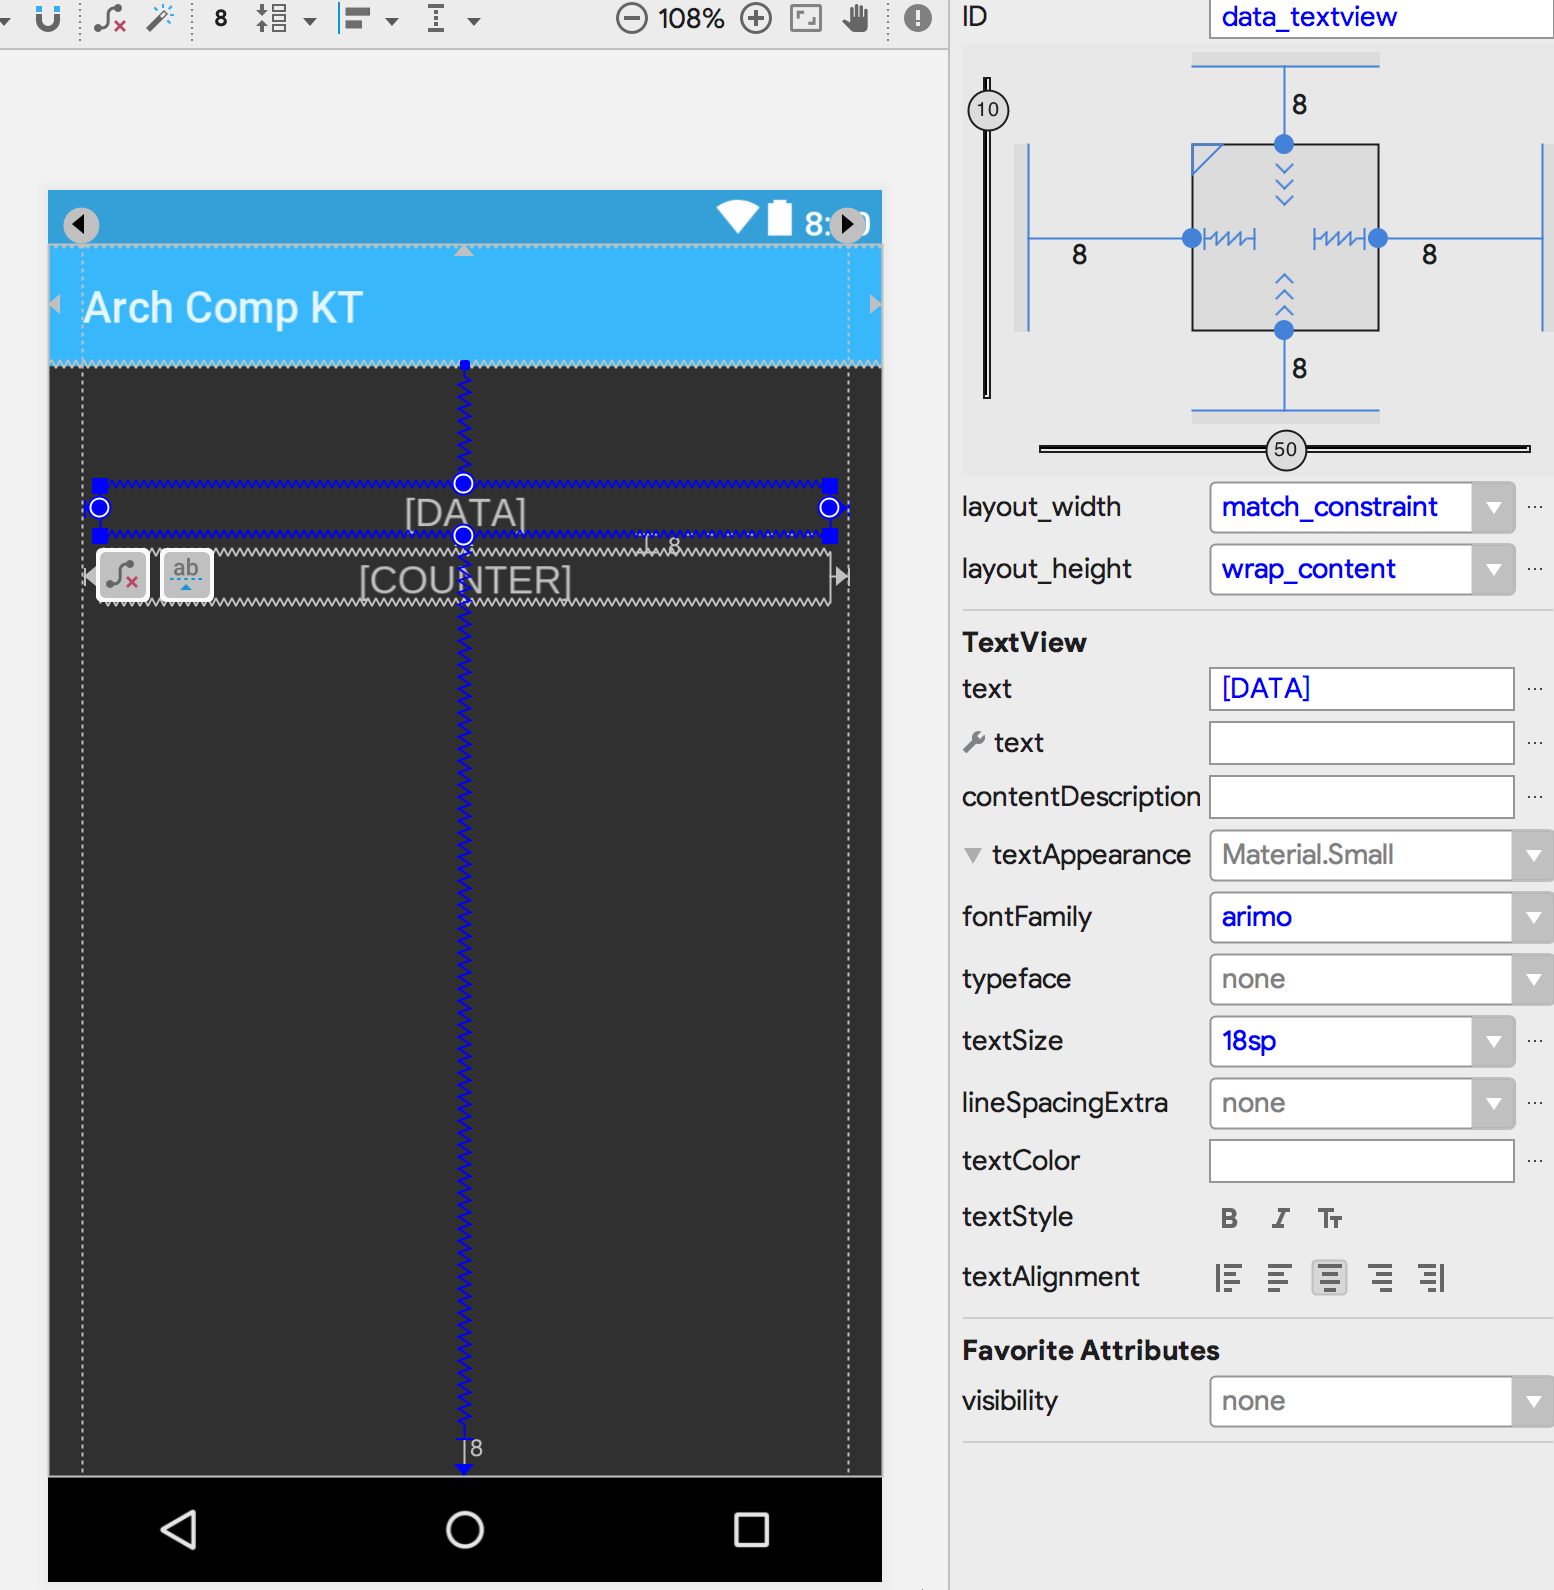 8
108%
8:
Arch Comp KT
[DATA]
8
ab
[COUNTER]
8
ID
data_textview
10
8
8
8
8
50
layout_width
match_constraint
layout_height
wrap_content
TextView
text
[DATA]
text
contentDescription
textAppearance
Material.Small
fontFamily
arimo
typeface
none
textSize
18sp
lineSpacingExtra
none
textColor
textStyle
B I Tт
textAlignment
Favorite Attributes
visibility
none